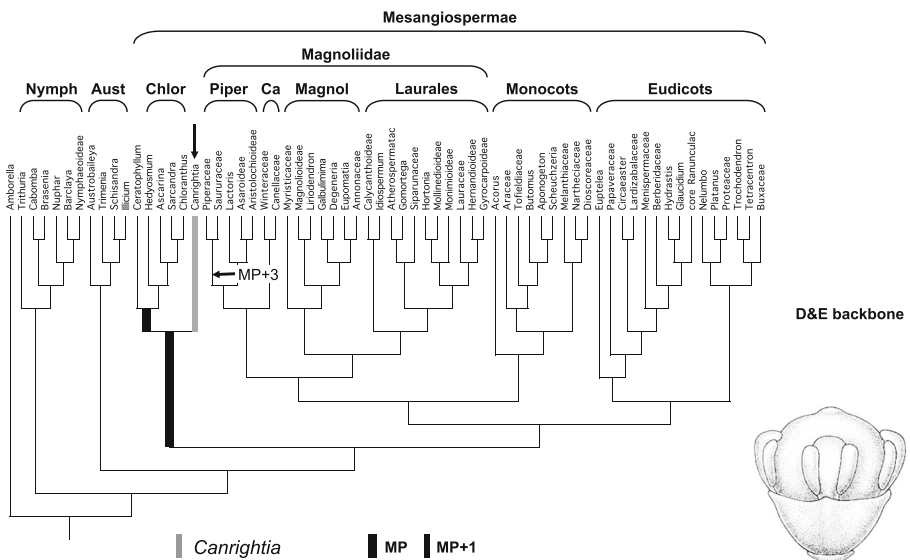 Mesangiospermae
Magnoliidae
Nymph Aust Chlor Piper Ca Magnol Laurales Monocots Eudicots
Amborella
Trithuria
Cabomba
Brasenia
Nuphar
Barclaya
Nymphaeoideae
Austrobaileya
Trimenia
Schisandra
Illicium
Ceratophyllum
Hedyosmum
Ascarina
Sarcandra
Chloranthus
Canrightia
Piperaceae
Saururaceae
Lactoris
Asaroideae
Aristolochioideae
Winteraceae
Canellaceae
Myristicaceae
Magnolioideae
Liriodendron
Galbulimima
Degeneria
Eupomatia
Annonaceae
Calycanthoideae
Idiospermum
Atherospermatac
Gomortega
Siparunaceae
Hortonia
Mollinedioideae
Monimioideae
Lauraceae
Hernandioideae
Gyrocarpoideae
Acorus
Araceae
Tofieldiaceae
Butomus
Aponogeton
Scheuchzeria
Melanthiaceae
Nartheciaceae
Dioscoreaceae
Euptelea
Papaveraceae
Circaeaster
Lardizabalaceae
Menispermaceae
Berberidaceae
Hydrastis
Glaucidium
core Ranunculac
Nelumbo
Platanus
Proteaceae
Trochodendron
Tetracentron
Buxaceae
MP+3
D&E backbone
Canrightia MP MP+1